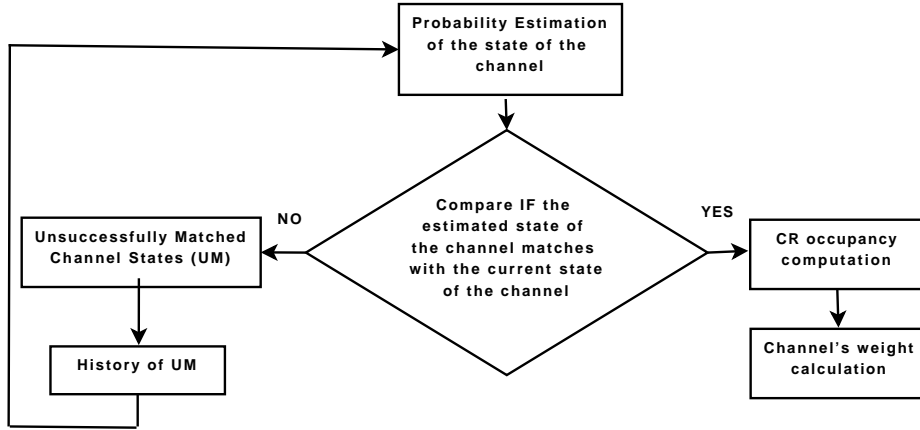 Probability Estimation
of the state of the
channel
Compare IF the
estimated state of
the channel matches
with the current state
of the channel
NO
YES
Unsuccessfully Matched
Channel States (UM)
History of UM
CR occupancy
computation
Channel's weight
calculation